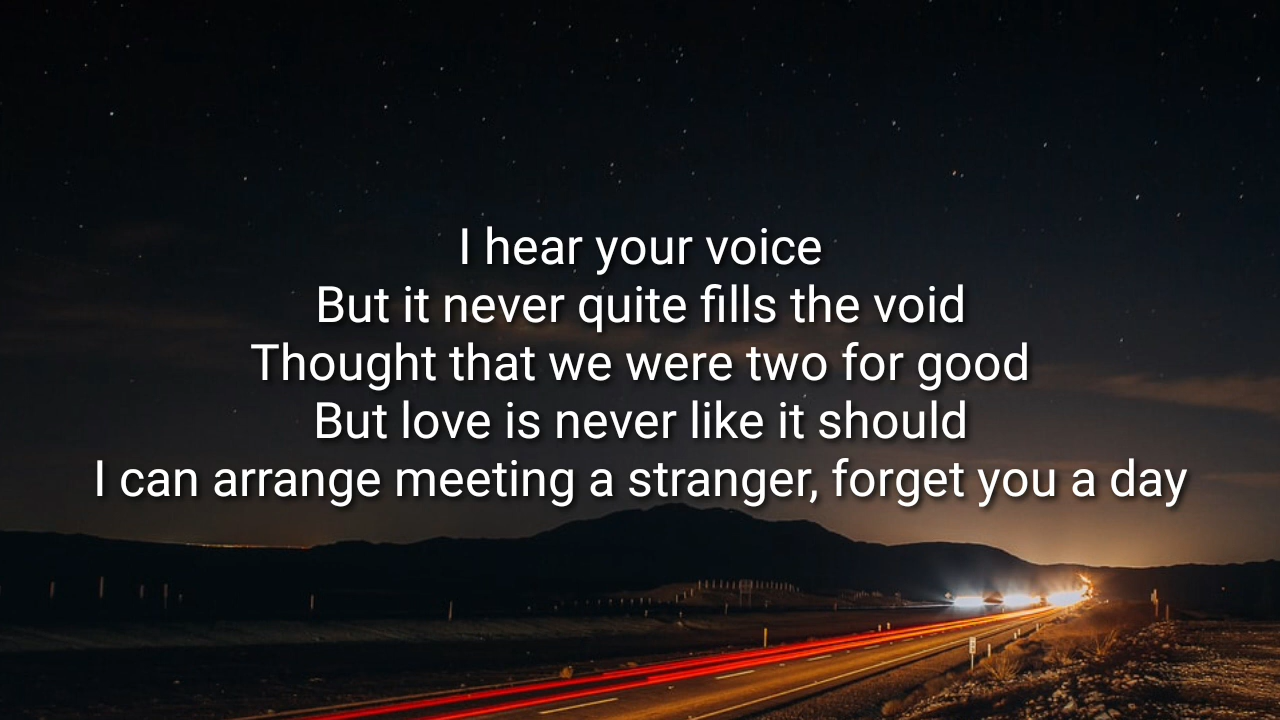 I hear your voice
But it never quite fills the void
Thought that we were two for good
But love is never like it should
I can arrange meeting a stranger, forget you a day